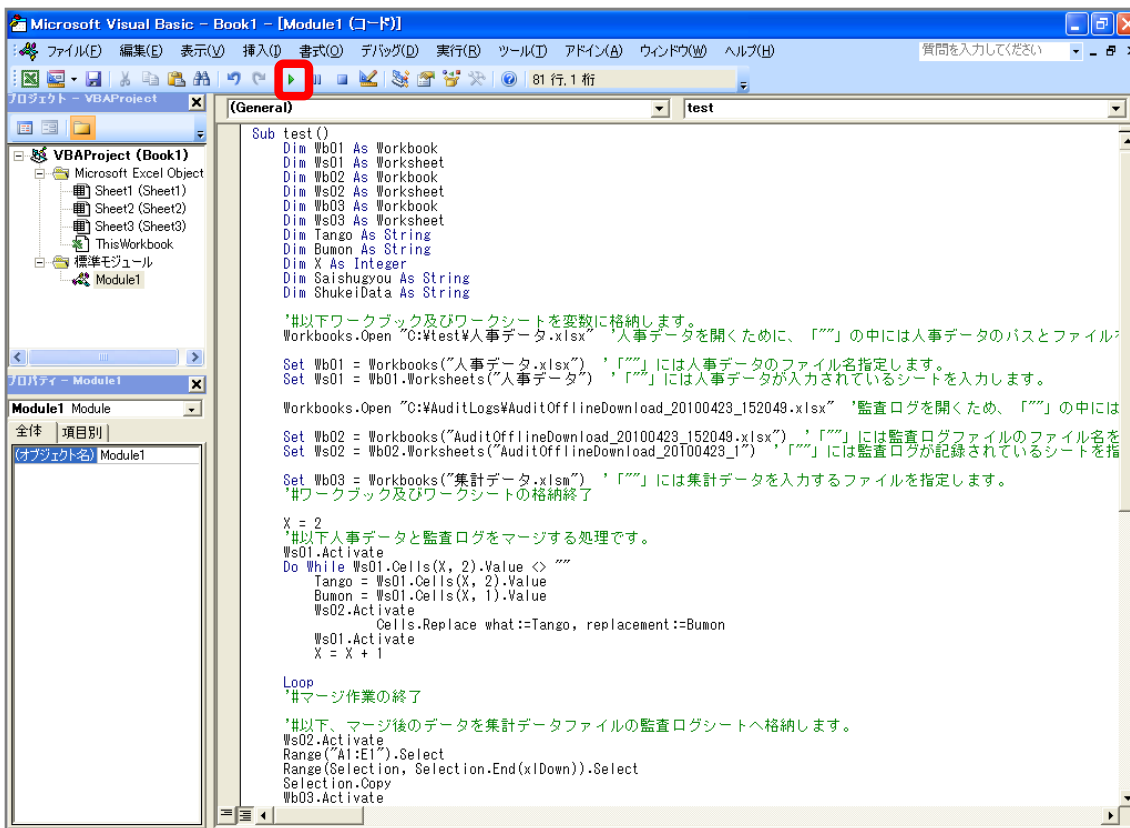 Microsoft Visual Basic - Book1 - [Module1 (コード)]
ファイル(F) 編集(E) 表示(V) 挿入(I) 書式(O) デバッグ(D) 実行(R) ツール(T) アドイン(A) ウィンドウ(W) ヘルプ(H) 質問を入力してください
81 行, 1 桁
プロジェクト - VBAProject
(General) test
VBAProject (Book1)
Microsoft Excel Object
Sheet1 (Sheet1)
Sheet2 (Sheet2)
Sheet3 (Sheet3)
ThisWorkbook
標準モジュール
Module1
プロパティ - Module1
Module1 Module
全体 項目別
(オブジェクト名) Module1
Sub test()
Dim Wb01 As Workbook
Dim Ws01 As Worksheet
Dim Wb02 As Workbook
Dim Ws02 As Worksheet
Dim Wb03 As Workbook
Dim Ws03 As Worksheet
Dim Tango As String
Dim Bumon As String
Dim X As Integer
Dim Saishugyou As String
Dim ShukeiData As String
'#以下ワークブック及びワークシートを変数に格納します。
Workbooks.Open "C:¥test¥人事データ.xlsx" '人事データを開くために、「""」の中には人事データのパスとファイル
Set Wb01 = Workbooks("人事データ.xlsx") '「""」には人事データのファイル名指定します。
Set Ws01 = Wb01.Worksheets("人事データ") '「""」には人事データが入力されているシートを入力します。
Workbooks.Open "C:¥AuditLogs¥AuditOfflineDownload_20100423_152049.xlsx" '監査ログを開くため、「""」の中には
Set Wb02 = Workbooks("AuditOfflineDownload_20100423_152049.xlsx") '「""」には監査ログファイルのファイル名を
Set Ws02 = Wb02.Worksheets("AuditOfflineDownload_20100423_1") '「""」には監査ログが記録されているシートを指
Set Wb03 = Workbooks("集計データ.xlsm") '「""」には集計データを入力するファイルを指定します。
'#ワークブック及びワークシートの格納終了
X = 2
'#以下人事データと監査ログをマージする処理です。
Ws01.Activate
Do While Ws01.Cells(X, 2).Value <> ""
Tango = Ws01.Cells(X, 2).Value
Bumon = Ws01.Cells(X, 1).Value
Ws02.Activate
Cells.Replace what:=Tango, replacement:=Bumon
Ws01.Activate
X = X + 1
Loop
'#マージ作業の終了
'#以下、マージ後のデータを集計データファイルの監査ログシートへ格納します。
Ws02.Activate
Range("A1:E1").Select
Range(Selection, Selection.End(xlDown)).Select
Selection.Copy
Wb03.Activate